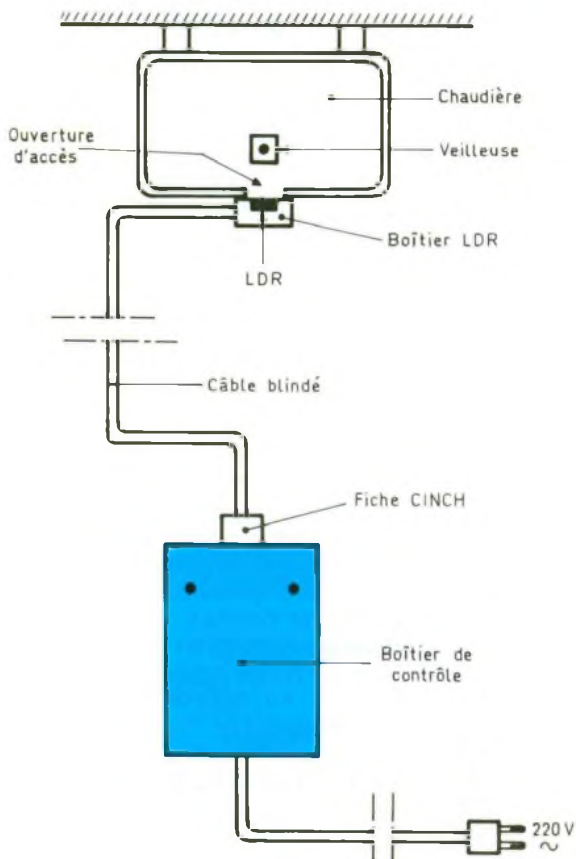 Chaudière
Ouverture
d'accès
Veilleuse
Boîtier LDR
LDR
Câble blindé
Fiche CINCH
Boîtier de
contrôle
220 V
~